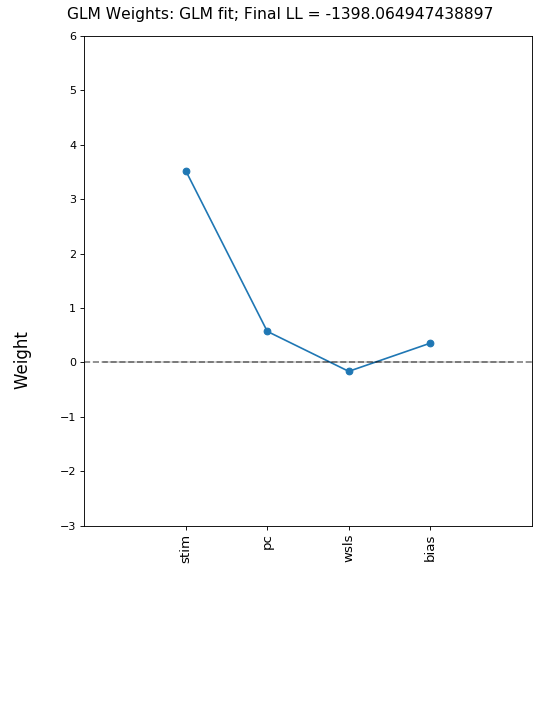 GLM Weights: GLM fit; Final LL = -1398.064947438897
6
5
4
3
2
1
0
−1
−2
−3
Weight
stim
pc
wsls
bias